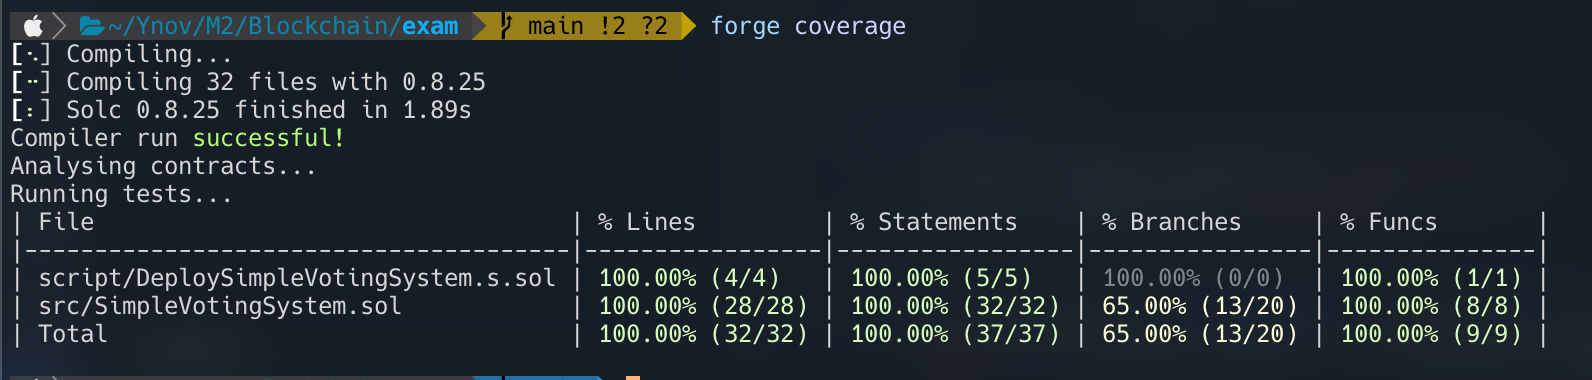 ~/Ynov/M2/Blockchain/exam main !2 ?2 forge coverage
[⠢] Compiling...
[⠒] Compiling 32 files with 0.8.25
[⠆] Solc 0.8.25 finished in 1.89s
Compiler run successful!
Analysing contracts...
Running tests...
| File                                  | % Lines         | % Statements    | % Branches     | % Funcs       |
|---------------------------------------|-----------------|-----------------|----------------|---------------|
| script/DeploySimpleVotingSystem.s.sol | 100.00% (4/4)   | 100.00% (5/5)   | 100.00% (0/0)  | 100.00% (1/1) |
| src/SimpleVotingSystem.sol            | 100.00% (28/28) | 100.00% (32/32) | 65.00% (13/20) | 100.00% (8/8) |
| Total                                 | 100.00% (32/32) | 100.00% (37/37) | 65.00% (13/20) | 100.00% (9/9) |